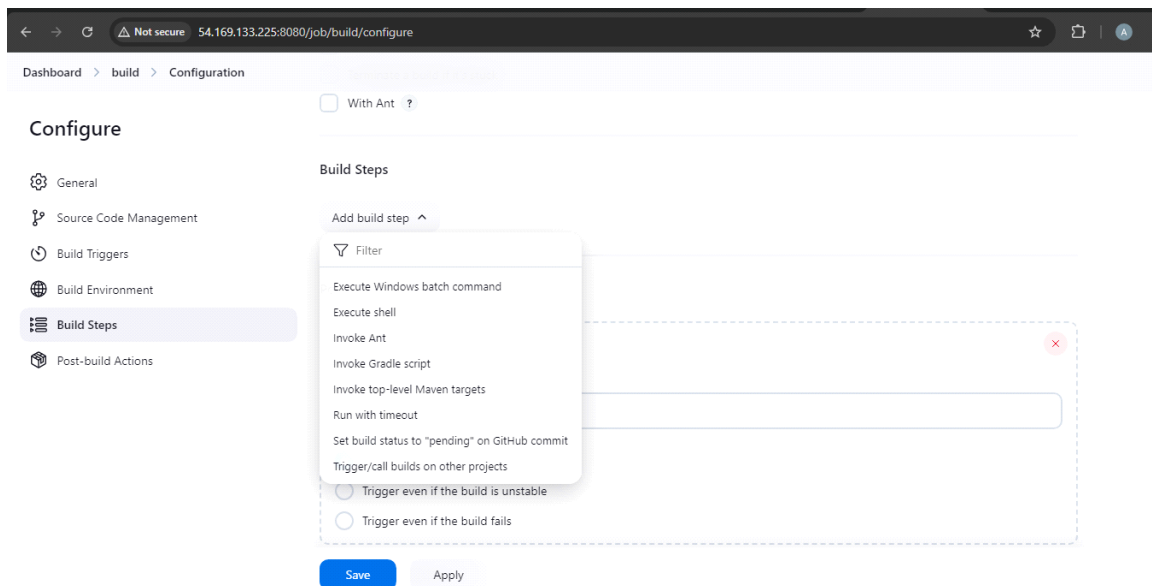 Not secure 54.169.133.225:8080/job/build/configure
A
Dashboard > build > Configuration
With Ant ?
Configure
Build Steps
General
Source Code Management
Add build step
Filter
Build Triggers
Execute Windows batch command
Build Environment
Execute shell
Build Steps
Invoke Ant
Invoke Gradle script
Post-build Actions
Invoke top-level Maven targets
Run with timeout
Set build status to "pending" on GitHub commit
Trigger/call builds on other projects
Trigger even if the build is unstable
Trigger even if the build fails
Save
Apply